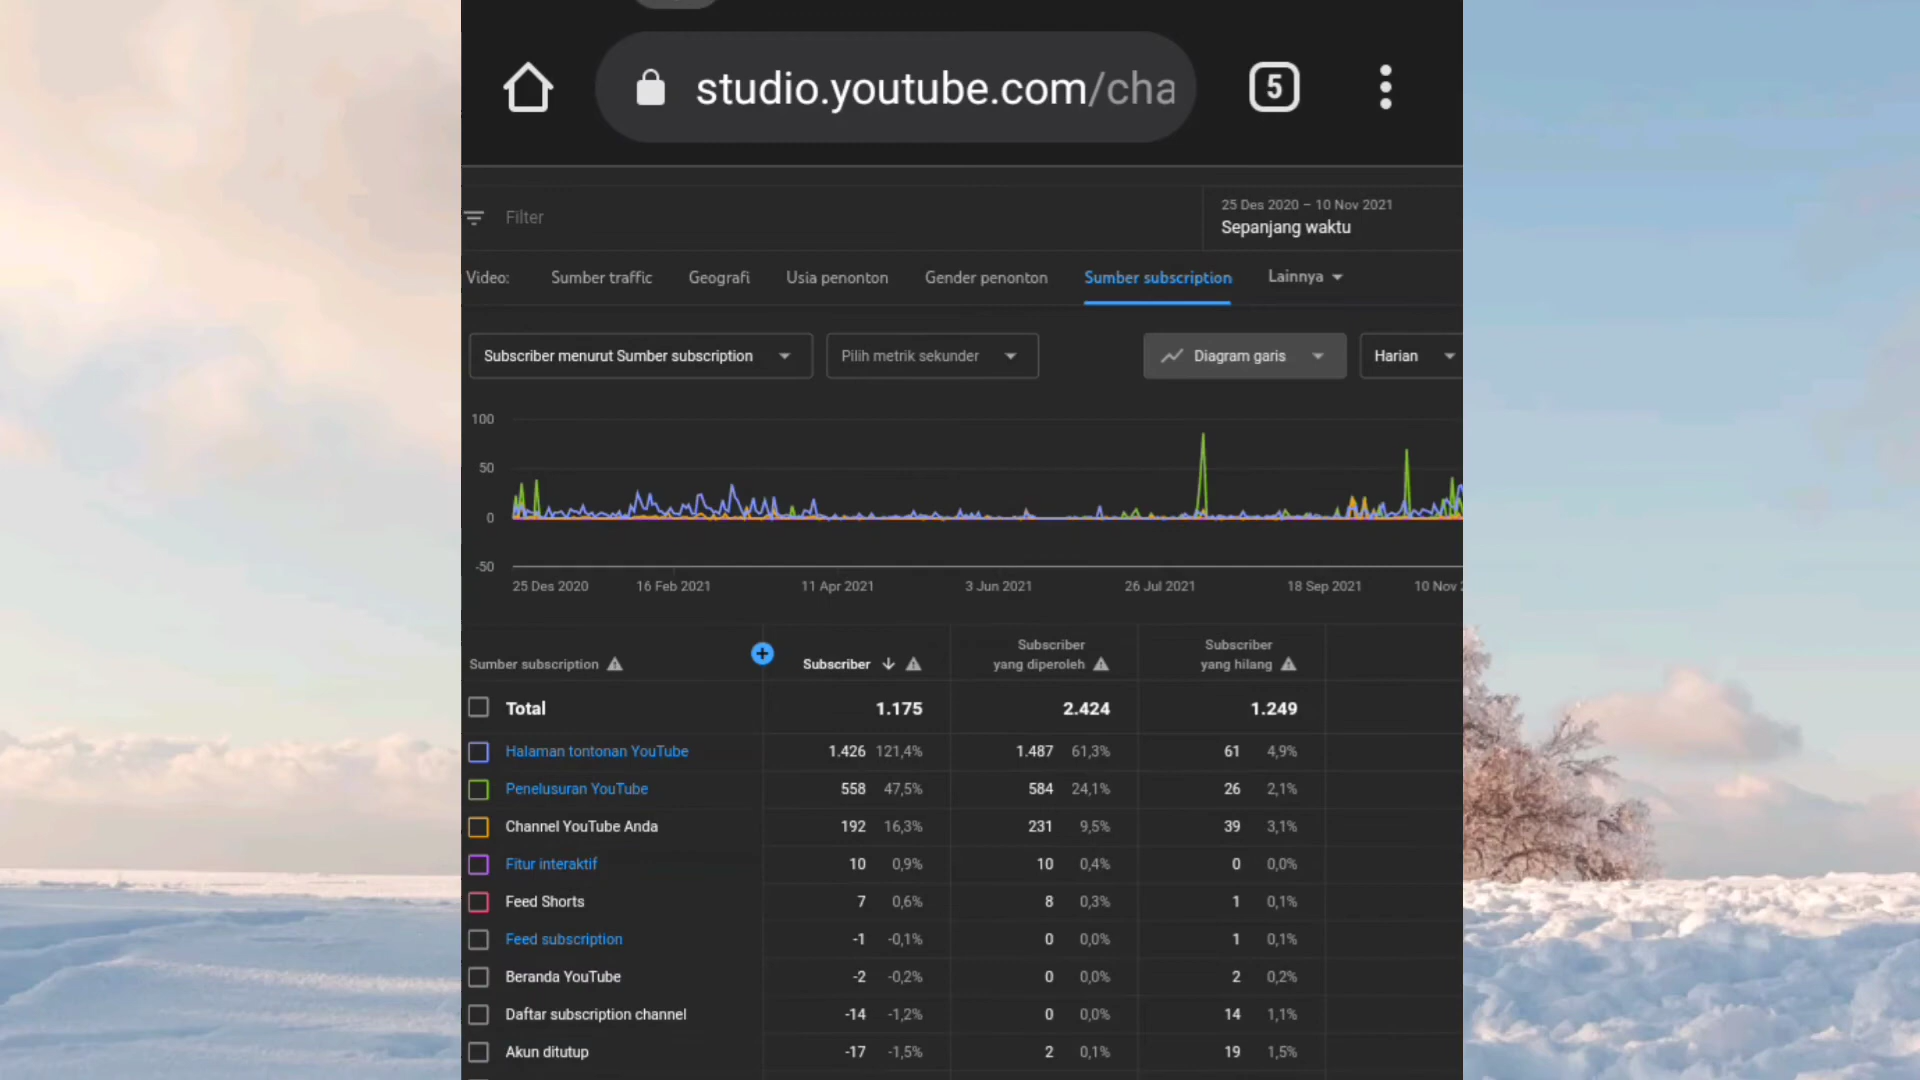 studio.youtube.com/cha
5
Filter
25 Des 2020 – 10 Nov 2021
Sepanjang waktu
Video: Sumber traffic Geografi Usia penonton Gender penonton Sumber subscription Lainnya
Subscriber menurut Sumber subscription Pilih metrik sekunder Diagram garis Harian
100
50
0
-50
25 Des 2020 16 Feb 2021 11 Apr 2021 3 Jun 2021 26 Jul 2021 18 Sep 2021 10 Nov
Sumber subscription Subscriber Subscriber yang diperoleh Subscriber yang hilang
Total 1.175 2.424 1.249
Halaman tontonan YouTube 1.426 121,4% 1.487 61,3% 61 4,9%
Penelusuran YouTube 558 47,5% 584 24,1% 26 2,1%
Channel YouTube Anda 192 16,3% 231 9,5% 39 3,1%
Fitur interaktif 10 0,9% 10 0,4% 0 0,0%
Feed Shorts 7 0,6% 8 0,3% 1 0,1%
Feed subscription -1 -0,1% 0 0,0% 1 0,1%
Beranda YouTube -2 -0,2% 0 0,0% 2 0,2%
Daftar subscription channel -14 -1,2% 0 0,0% 14 1,1%
Akun ditutup -17 -1,5% 2 0,1% 19 1,5%